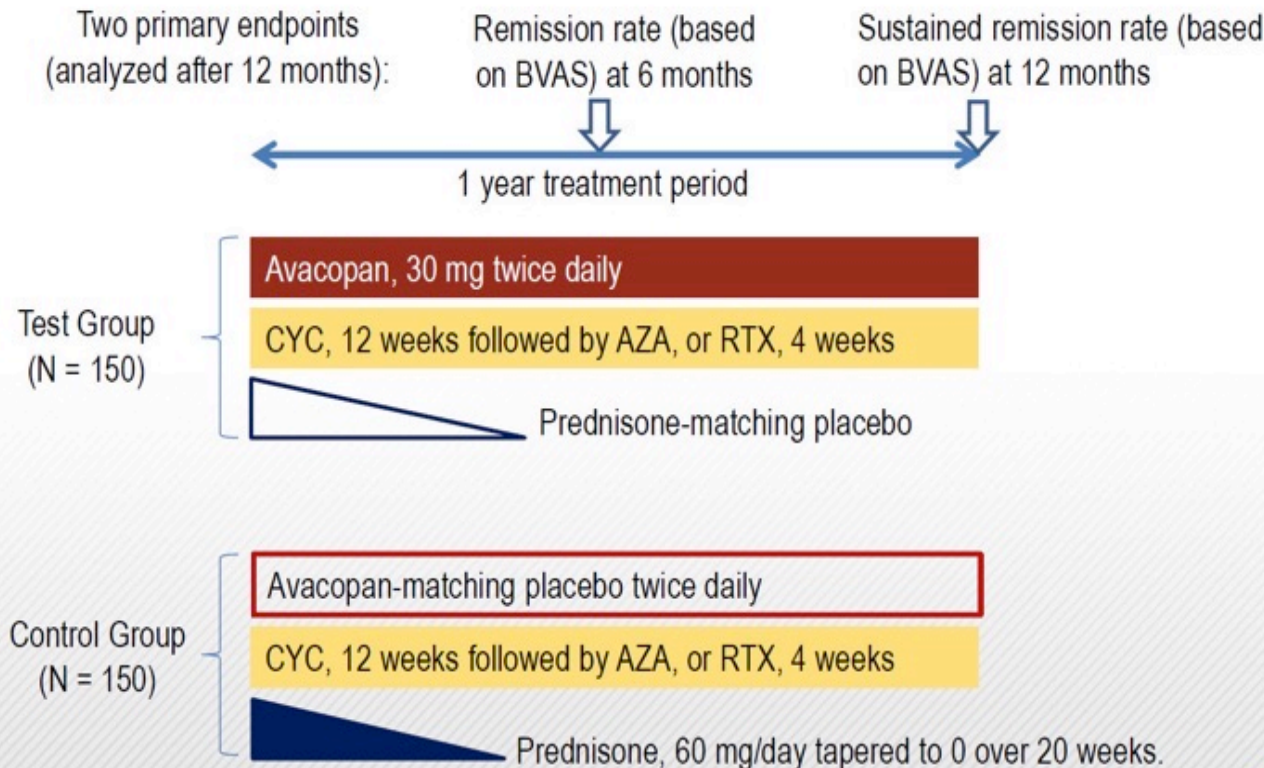 Two primary endpoints
(analyzed after 12 months):
Remission rate (based
on BVAS) at 6 months
Sustained remission rate (based
on BVAS) at 12 months
1 year treatment period
Test Group
(N = 150)
Avacopan, 30 mg twice daily
CYC, 12 weeks followed by AZA, or RTX, 4 weeks
Prednisone-matching placebo
Control Group
(N = 150)
Avacopan-matching placebo twice daily
CYC, 12 weeks followed by AZA, or RTX, 4 weeks
Prednisone, 60 mg/day tapered to 0 over 20 weeks.